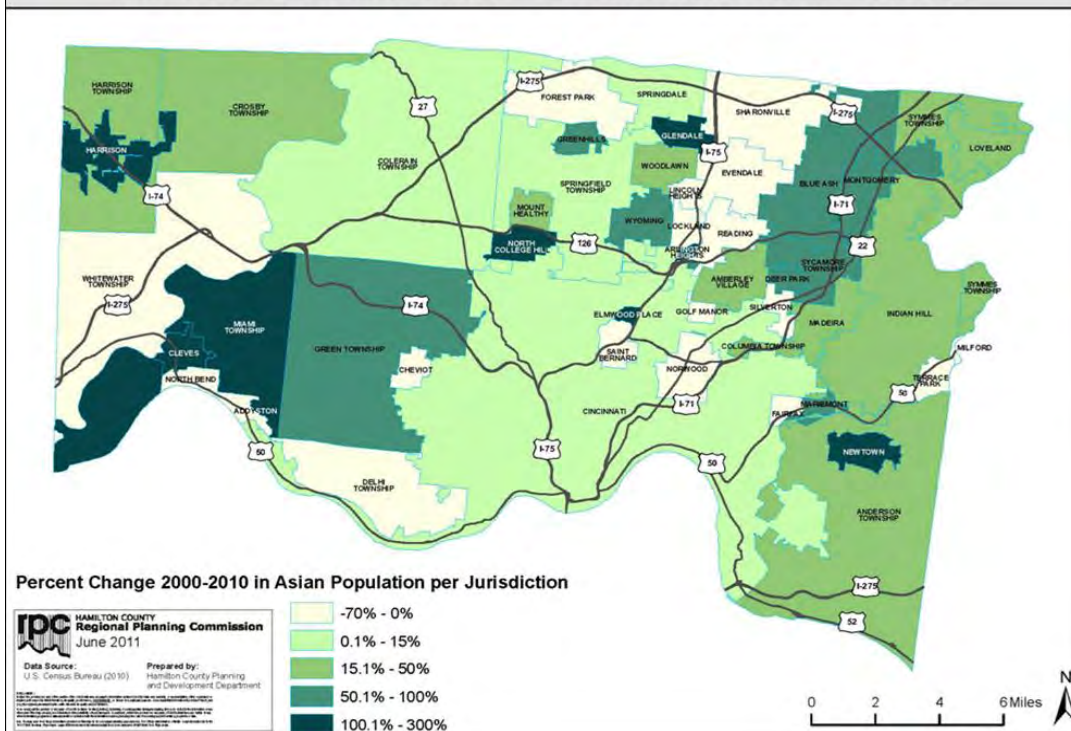 HARRISON
TOWNSHIP
CROSBY
TOWNSHIP
HARRISON
I-74
27
COLERAIN
TOWNSHIP
I-275
FOREST PARK
SPRINGDALE
GREENHILLS
GLENDALE
SHARONVILLE
I-75
I-275
SYMMES
TOWNSHIP
LOVELAND
WOODLAWN
EVENDALE
SPRINGFIELD
TOWNSHIP
LINCOLN
HEIGHTS
BLUE ASH
MONTGOMERY
I-71
MOUNT
HEALTHY
WYOMING
LOCKLAND
READING
NORTH
COLLEGE HILL
126
ARLINGTON
HEIGHTS
22
WHITEWATER
TOWNSHIP
I-275
SYCAMORE
TOWNSHIP
AMBERLEY
VILLAGE
DEER PARK
SYMMES
TOWNSHIP
I-74
MIAMI
TOWNSHIP
ELMWOOD PLACE
GOLF MANOR
SILVERTON
MADEIRA
INDIAN HILL
GREEN TOWNSHIP
CLEVES
SAINT
BERNARD
COLUMBIA TOWNSHIP
MILFORD
NORTH BEND
CHEVIOT
NORWOOD
TERRACE
PARK
ADDYSTON
CINCINNATI
I-71
FAIRFAX
MARIEMONT
50
50
I-75
50
NEWTOWN
DELHI
TOWNSHIP
ANDERSON
TOWNSHIP
I-275
52
Percent Change 2000-2010 in Asian Population per Jurisdiction
-70% - 0%
0.1% - 15%
15.1% - 50%
50.1% - 100%
100.1% - 300%
rpc
HAMILTON COUNTY
Regional Planning Commission
June 2011
Data Source:
U.S. Census Bureau (2010)
Prepared by:
Hamilton County Planning
and Development Department
N
0 2 4 6 Miles